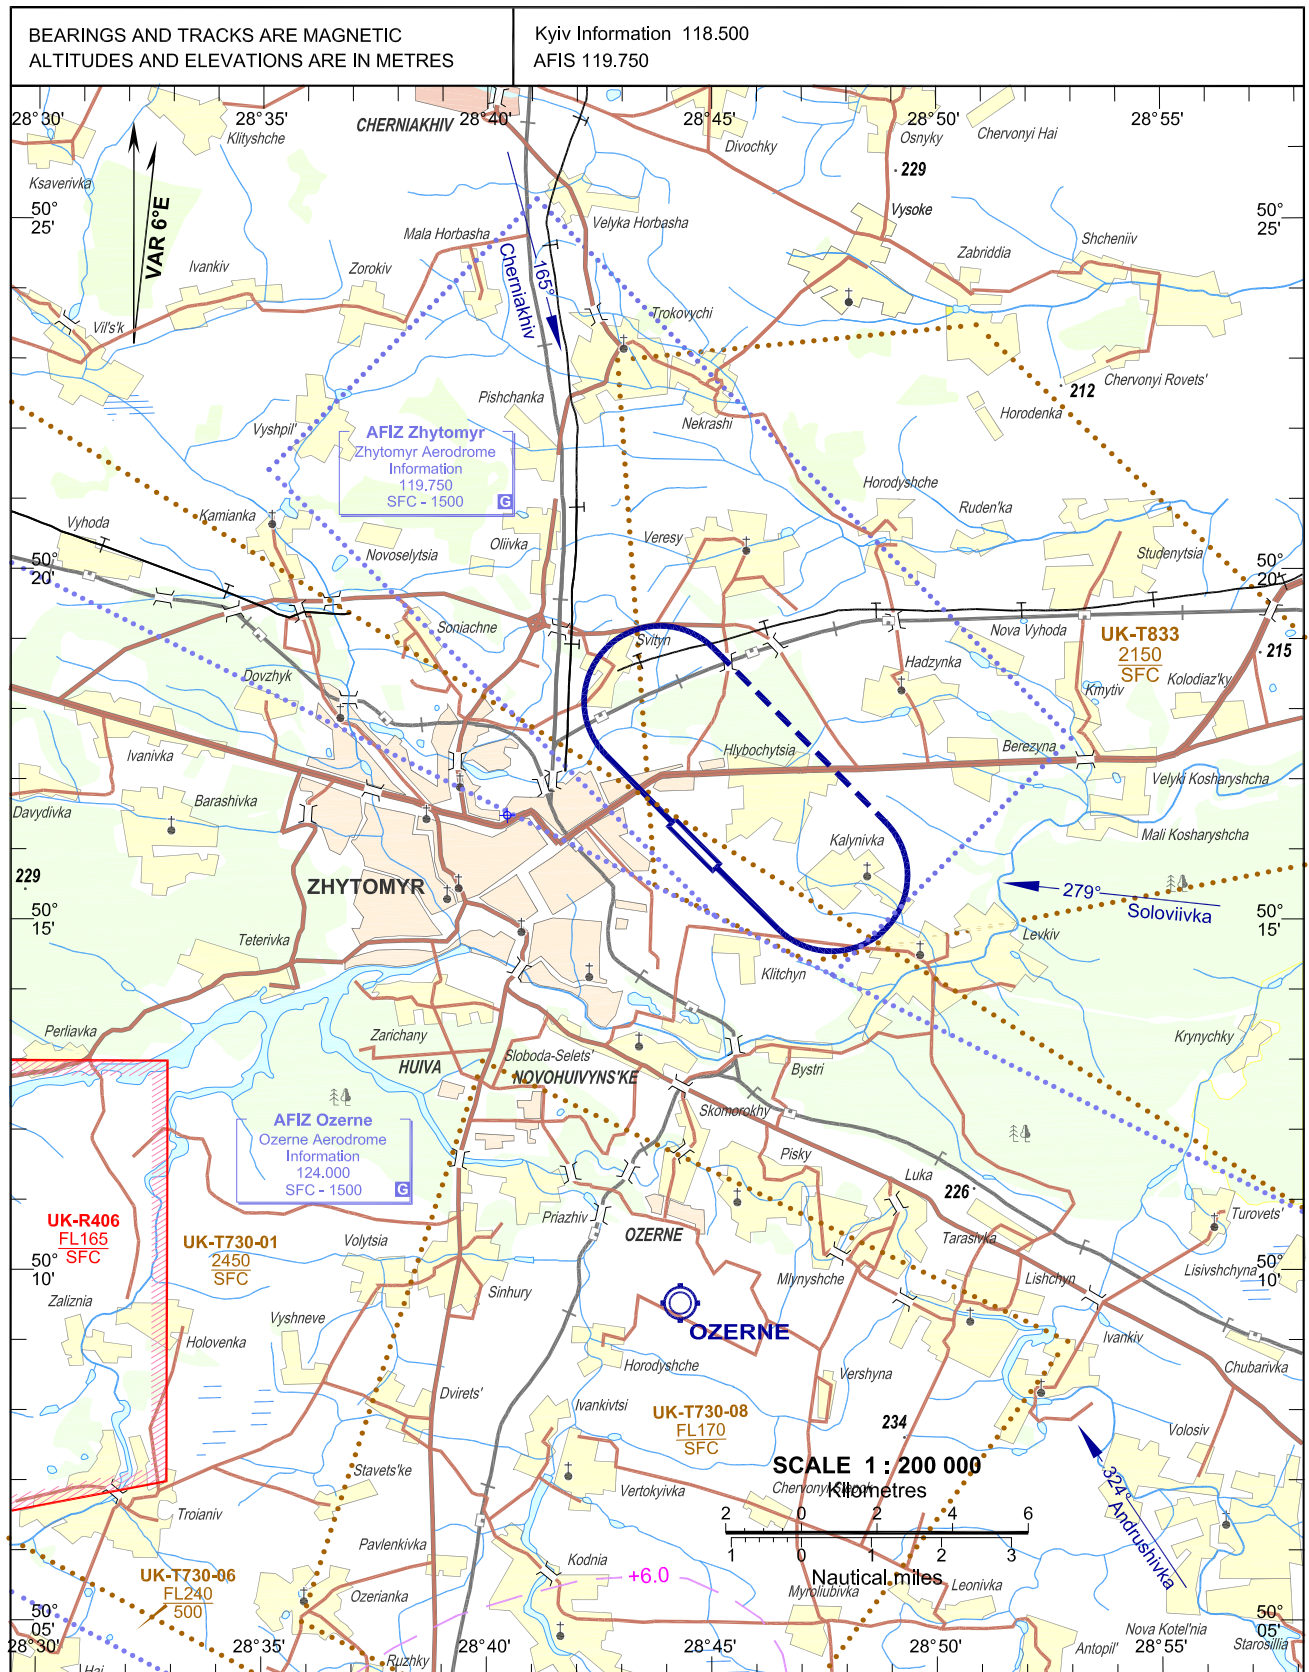 BEARINGS AND TRACKS ARE MAGNETIC
ALTITUDES AND ELEVATIONS ARE IN METRES
Kyiv Information 118.500
AFIS 119.750
28°30'
28°35'
28°40'
28°45'
28°50'
28°55'
CHERNIAKHIV
Klityshche
Divochky
Osnyky
Chervonyi Hai
229
Ksaverivka
50°
25'
VAR 6°E
Velyka Horbasha
Vysoke
50°
25'
Mala Horbasha
Cherniakhiv
165°
Zabriddia
Shcheniiv
Ivankiv
Zorokiv
Vil's'k
Trokovychi
Chervonyi Rovets'
212
Pishchanka
Horodenka
Nekrashi
Vyshpil'
AFIZ Zhytomyr
Zhytomyr Aerodrome
Information
119.750
SFC - 1500
G
Horodyshche
Ruden'ka
Kamianka
Vyhoda
Novoselytsia
Oliivka
Veresy
Studenytsia
50°
20'
50°
20'
Soniachne
Svityn
Nova Vyhoda
UK-T833
2150
SFC
215
Dovzhyk
Hadzynka
Kmytiv
Kolodiaz'ky
Ivanivka
Hlybochytsia
Berezyna
Velyki Kosharyshcha
Davydivka
Barashivka
Kalynivka
Mali Kosharyshcha
229
ZHYTOMYR
279°
Soloviivka
50°
15'
50°
15'
Teterivka
Levkiv
Klitchyn
Perliavka
Zarichany
Krynychky
HUIVA
Sloboda-Selets'
NOVOHUIVYNS'KE
Bystri
Skomorokhy
AFIZ Ozerne
Ozerne Aerodrome
Information
124.000
SFC - 1500
G
Pisky
Luka
226
UK-R406
FL165
SFC
Priazhiv
OZERNE
Turovets'
UK-T730-01
2450
SFC
Volytsia
Tarasivka
50°
10'
Mlynyshche
Lishchyn
Lisivshchyna
50°
10'
Zaliznia
Sinhury
Vyshneve
OZERNE
Holovenka
Ivankiv
Horodyshche
Vershyna
Chubarivka
Dvirets'
Ivankivtsi
UK-T730-08
FL170
SFC
234
Volosiv
Stavets'ke
SCALE 1 : 200 000
Kilometres
2 0 2 4 6
1 0 1 2 3
Nautical miles
Vertokyivka
324°
Andrushivka
Troianiv
Pavlenkivka
Kodnia
UK-T730-06
FL240
500
+6.0
Ozerianka
Myroliubivka
Leonivka
50°
05'
50°
05'
Nova Kotel'nia
Antopil'
Starosillia
Ruzhky
Hai
28°30'
28°35'
28°40'
28°45'
28°50'
28°55'